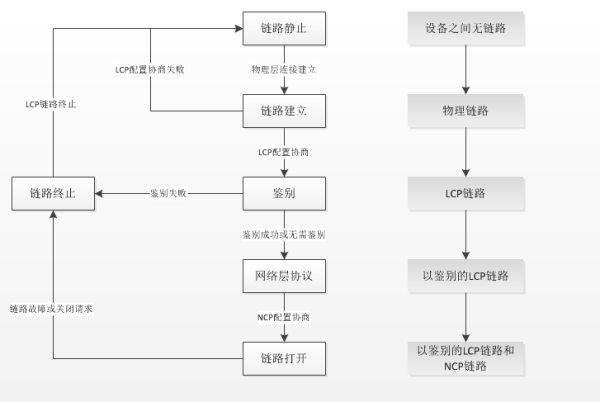 链路静止
设备之间无链路
LCP配置协商失败
物理层连接建立
LCP链路终止
链路建立
物理链路
LCP配置协商
链路终止
鉴别失败
鉴别
LCP链路
鉴别成功或无需鉴别
网络层协议
以鉴别的LCP链路
链路故障或关闭请求
NCP配置协商
链路打开
以鉴别的LCP链路和
NCP链路